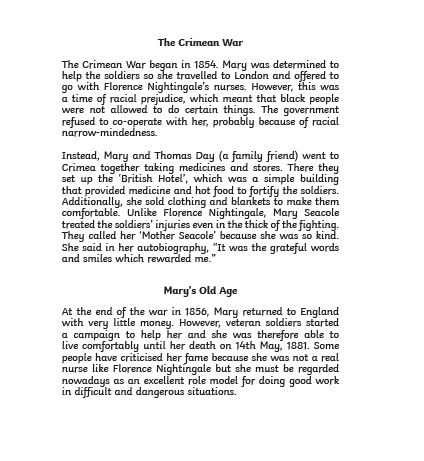 The Crimean War
The Crimean War began in 1854. Mary was determined to
help the soldiers so she travelled to London and offered to
go with Florence Nightingale's nurses. However, this was
a time of racial prejudice, which meant that black people
were not allowed to do certain things. The government
refused to co-operate with her, probably because of racial
narrow-mindedness.
Instead, Mary and Thomas Day (a family friend) went to
Crimea together taking medicines and stores. There they
set up the 'British Hotel', which was a simple building
that provided medicine and hot food to fortify the soldiers.
Additionally, she sold clothing and blankets to make them
comfortable. Unlike Florence Nightingale, Mary Seacole
treated the soldiers' injuries even in the thick of the fighting.
They called her 'Mother Seacole' because she was so kind.
She said in her autobiography, "It was the grateful words
and smiles which rewarded me."
Mary's Old Age
At the end of the war in 1856, Mary returned to England
with very little money. However, veteran soldiers started
a campaign to help her and she was therefore able to
live comfortably until her death on 14th May, 1881. Some
people have criticised her fame because she was not a real
nurse like Florence Nightingale but she must be regarded
nowadays as an excellent role model for doing good work
in difficult and dangerous situations.